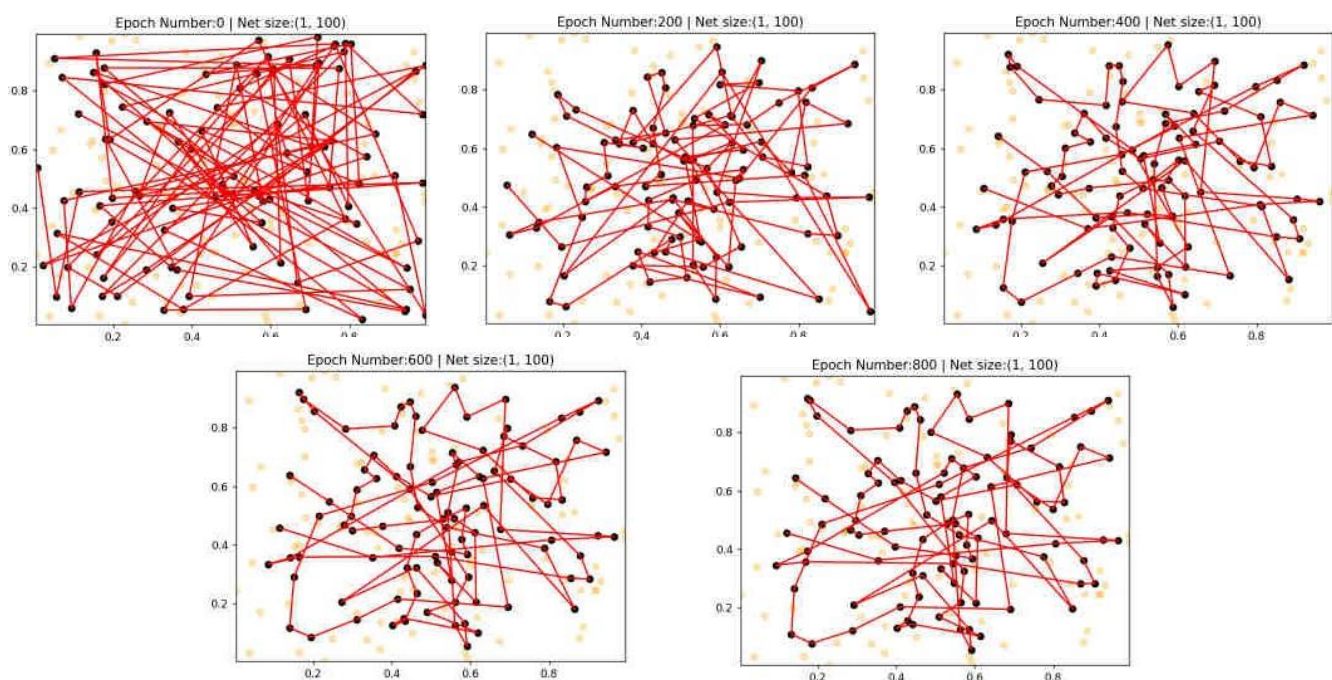 Epoch Number:0 | Net size:(1, 100)
0.8
0.6
0.4
0.2
0.2 0.4 0.6 0.8
Epoch Number:200 | Net size:(1, 100)
0.8
0.6
0.4
0.2
0.2 0.4 0.6 0.8
Epoch Number:400 | Net size:(1, 100)
0.8
0.6
0.4
0.2
0.2 0.4 0.6 0.8
Epoch Number:600 | Net size:(1, 100)
0.8
0.6
0.4
0.2
0.2 0.4 0.6 0.8
Epoch Number:800 | Net size:(1, 100)
0.8
0.6
0.4
0.2
0.2 0.4 0.6 0.8